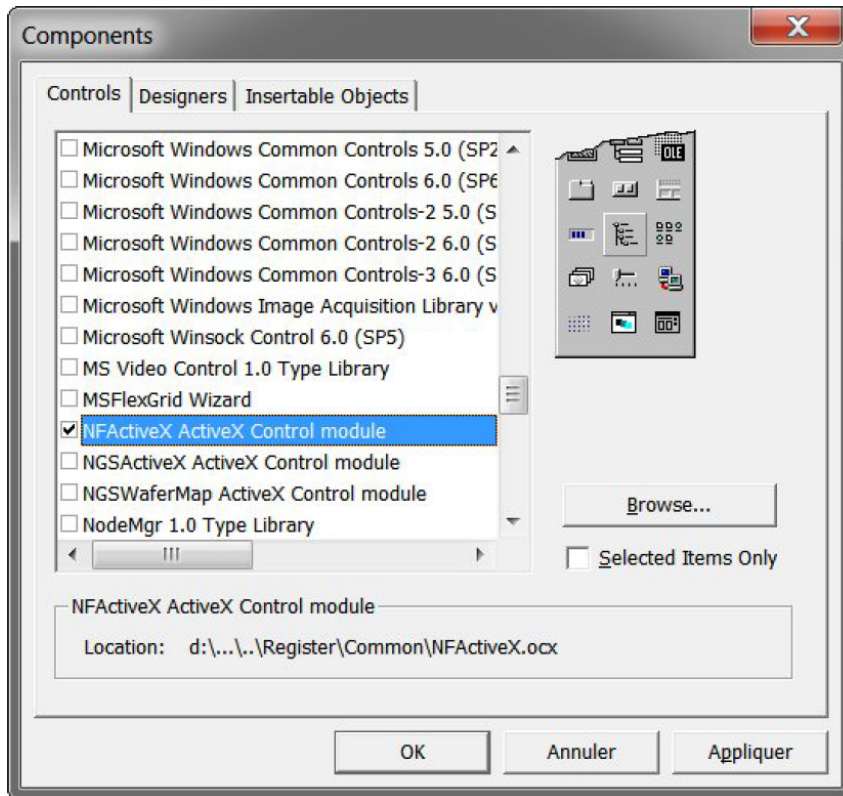 Components
Controls Designers Insertable Objects
Microsoft Windows Common Controls 5.0 (SP2
Microsoft Windows Common Controls 6.0 (SP6
Microsoft Windows Common Controls-2 5.0 (S
Microsoft Windows Common Controls-2 6.0 (S
Microsoft Windows Common Controls-3 6.0 (S
Microsoft Windows Image Acquisition Library v
Microsoft Winsock Control 6.0 (SP5)
MS Video Control 1.0 Type Library
MSFlexGrid Wizard
NFActiveX ActiveX Control module
NGSActiveX ActiveX Control module
NGSWaferMap ActiveX Control module
NodeMgr 1.0 Type Library
OLE
Browse...
Selected Items Only
NFActiveX ActiveX Control module
Location: d:\...\..\Register\Common\NFActiveX.ocx
OK Annuler Appliquer